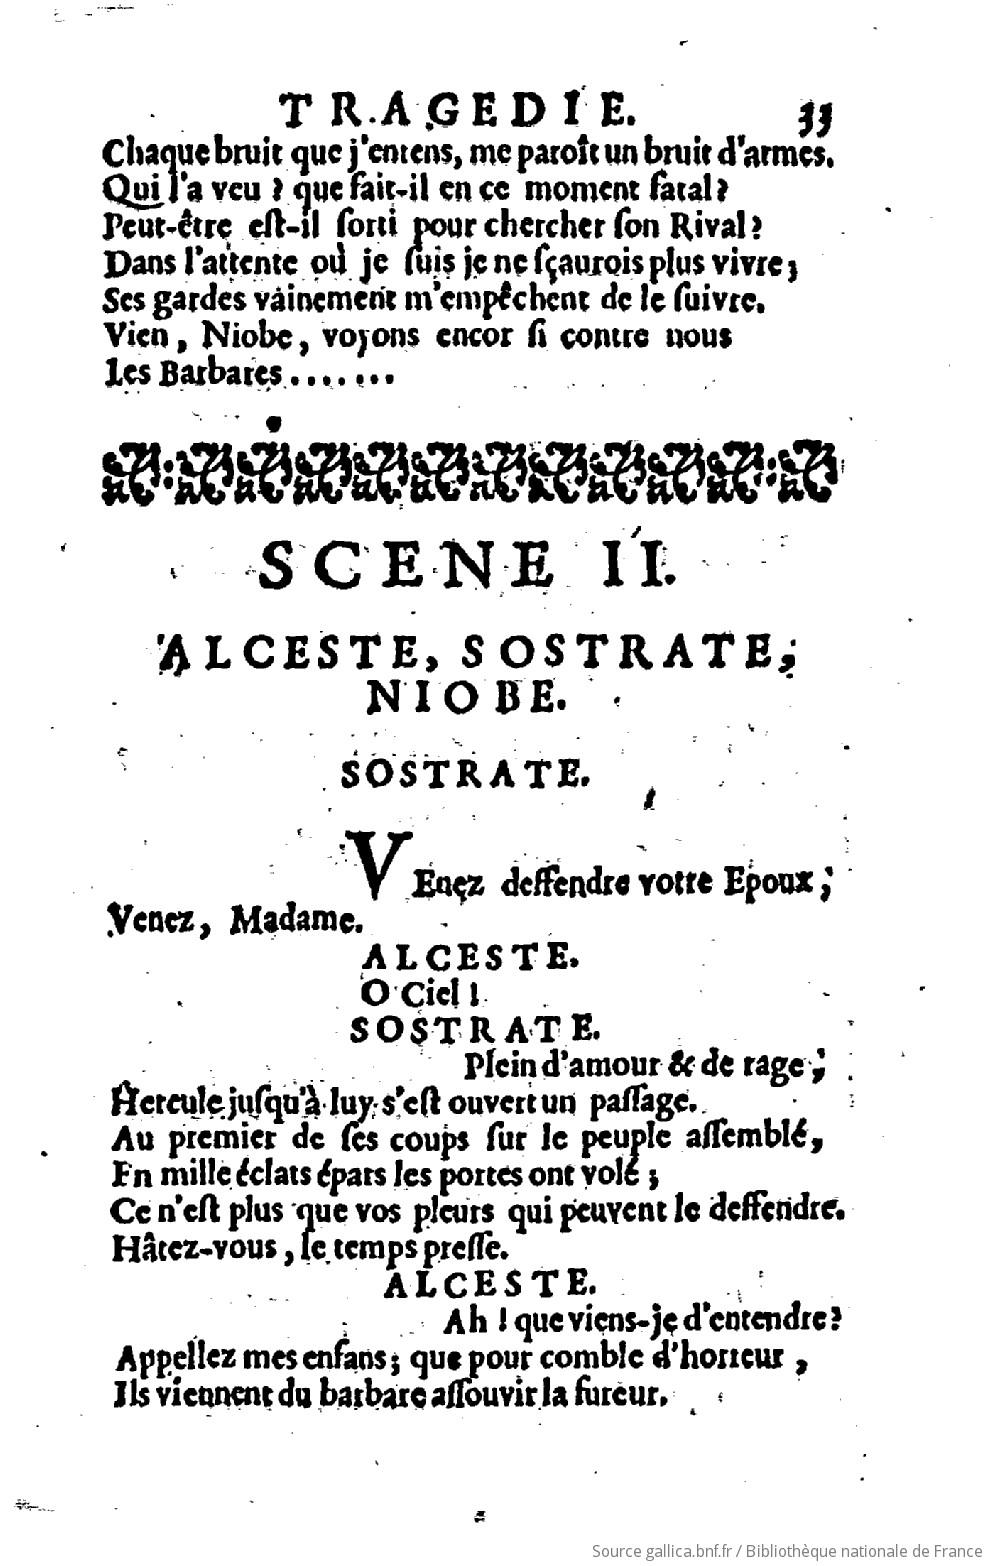 TRAGEDIE. 33
Chaque bruit que j'entens, me paroît un bruit d'armes.
Qui l'a veu ? que fait-il en ce moment fatal ?
Peut-être eſt-il ſorti pour chercher ſon Rival ?
Dans l'attente où je ſuis je ne ſçaurois plus vivre ;
Ses gardes vainement m'empêchent de le ſuivre.
Vien, Niobe, voyons encor ſi contre nous
Les Barbares.......
SCENE II.
ALCESTE, SOSTRATE,
NIOBE.
SOSTRATE.
VEnez deffendre votre Epoux ;
Venez, Madame.
ALCESTE.
O Ciel !
SOSTRATE.
Plein d'amour & de rage ;
Hercule juſqu'à luy s'eſt ouvert un paſſage.
Au premier de ſes coups ſur le peuple aſſemblé,
En mille éclats épars les portes ont volé ;
Ce n'eſt plus que vos pleurs qui peuvent le deffendre.
Hâtez-vous, le temps preſſe.
ALCESTE.
Ah ! que viens-je d'entendre ?
Appellez mes enfans ; que pour comble d'horreur,
Ils viennent du barbare aſſouvir la fureur.
Source gallica.bnf.fr / Bibliothèque nationale de France